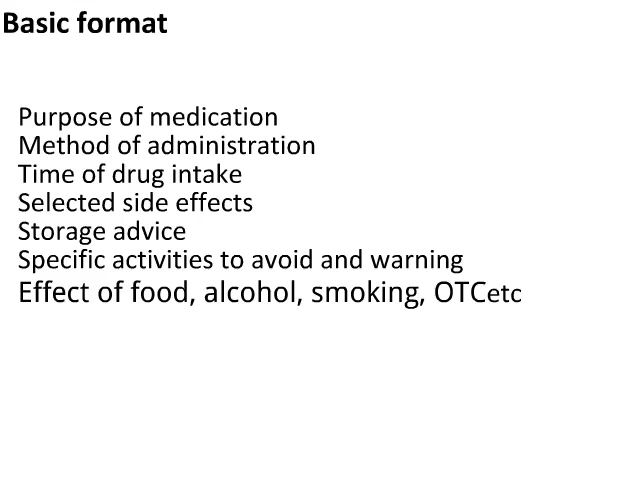 Basic format
Purpose of medication
Method of administration
Time of drug intake
Selected side effects
Storage advice
Specific activities to avoid and warning
Effect of food, alcohol, smoking, OTCetc